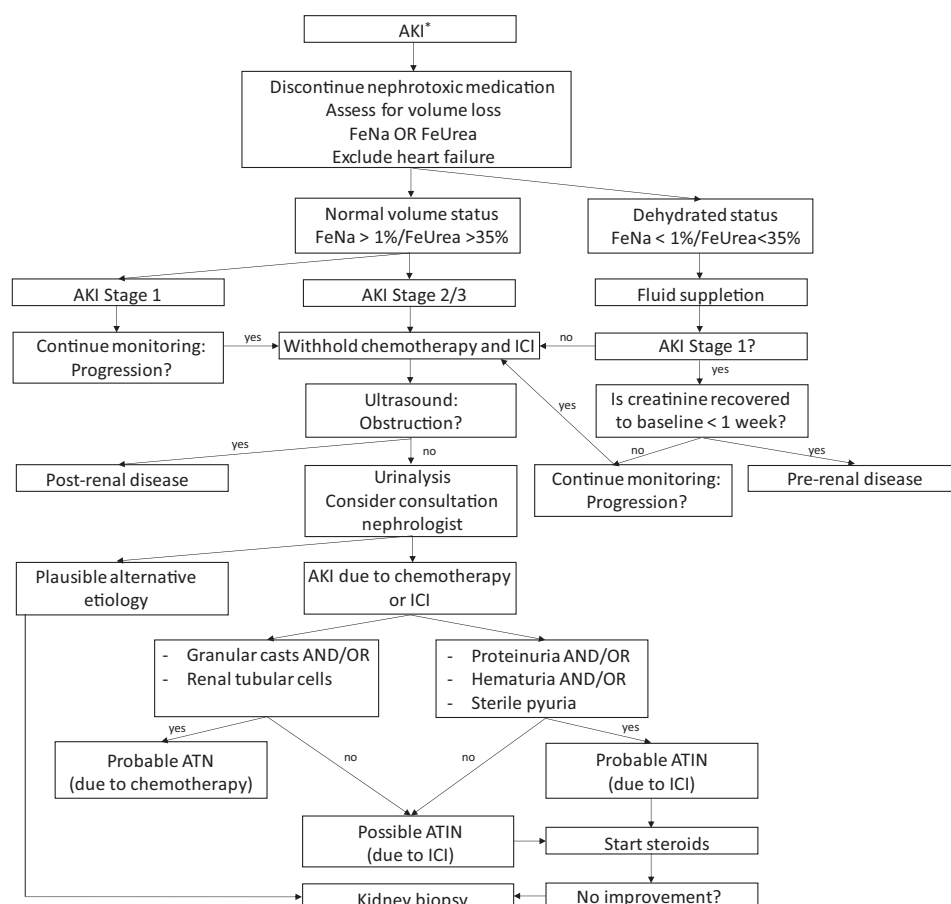 AKI*
Discontinue nephrotoxic medication
Assess for volume loss
FeNa OR FeUrea
Exclude heart failure
Normal volume status
FeNa > 1%/FeUrea >35%
Dehydrated status
FeNa < 1%/FeUrea<35%
AKI Stage 1
AKI Stage 2/3
Fluid suppletion
Continue monitoring:
Progression?
yes
Withhold chemotherapy and ICI
no
AKI Stage 1?
yes
Ultrasound:
Obstruction?
yes
Is creatinine recovered
to baseline < 1 week?
yes
no
no
yes
Post-renal disease
Urinalysis
Consider consultation
nephrologist
Continue monitoring:
Progression?
Pre-renal disease
Plausible alternative
etiology
AKI due to chemotherapy
or ICI
- Granular casts AND/OR
- Renal tubular cells
- Proteinuria AND/OR
- Hematuria AND/OR
- Sterile pyuria
yes
no
no
yes
Probable ATN
(due to chemotherapy)
Probable ATIN
(due to ICI)
Possible ATIN
(due to ICI)
Start steroids
Kidney biopsy
No improvement?